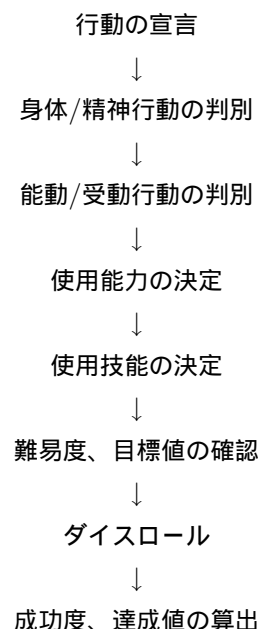 行動の宣言
↓
身体/精神行動の判別
↓
能動/受動行動の判別
↓
使用能力の決定
↓
使用技能の決定
↓
難易度、目標値の確認
↓
ダイスロール
↓
成功度、達成値の算出